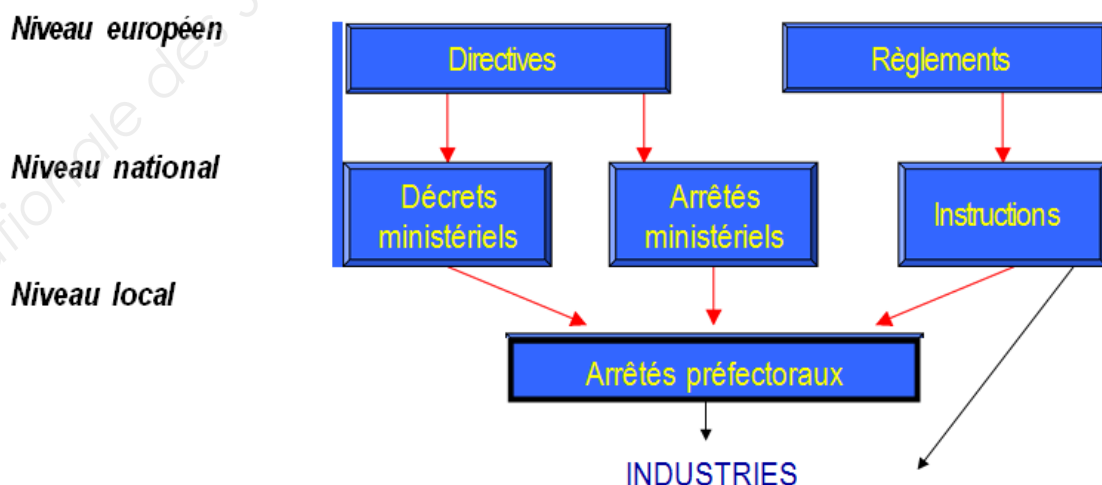 Niveau européen
Directives
Règlements
Niveau national
Décrets
ministériels
Arrêtés
ministériels
Instructions
Niveau local
Arrêtés préfectoraux
INDUSTRIES